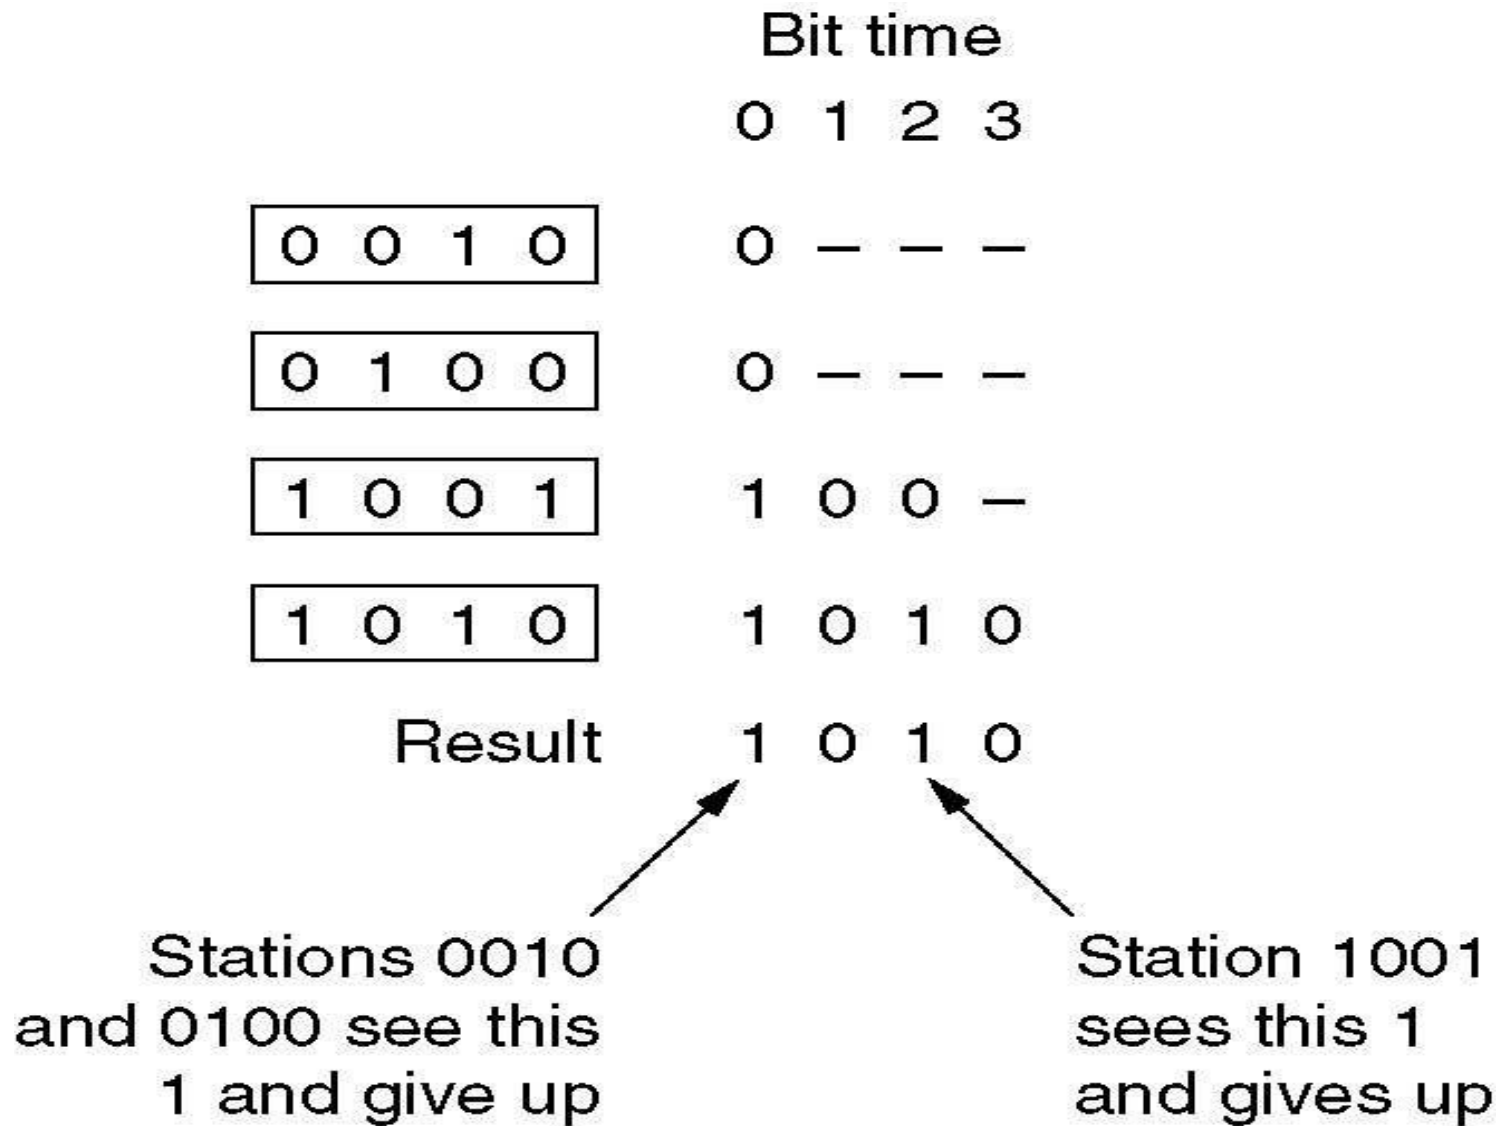 Bit time
0 1 2 3
0 0 1 0 0 – – –
0 1 0 0 0 – – –
1 0 0 1 1 0 0 –
1 0 1 0 1 0 1 0
Result 1 0 1 0
Stations 0010
and 0100 see this
1 and give up
Station 1001
sees this 1
and gives up